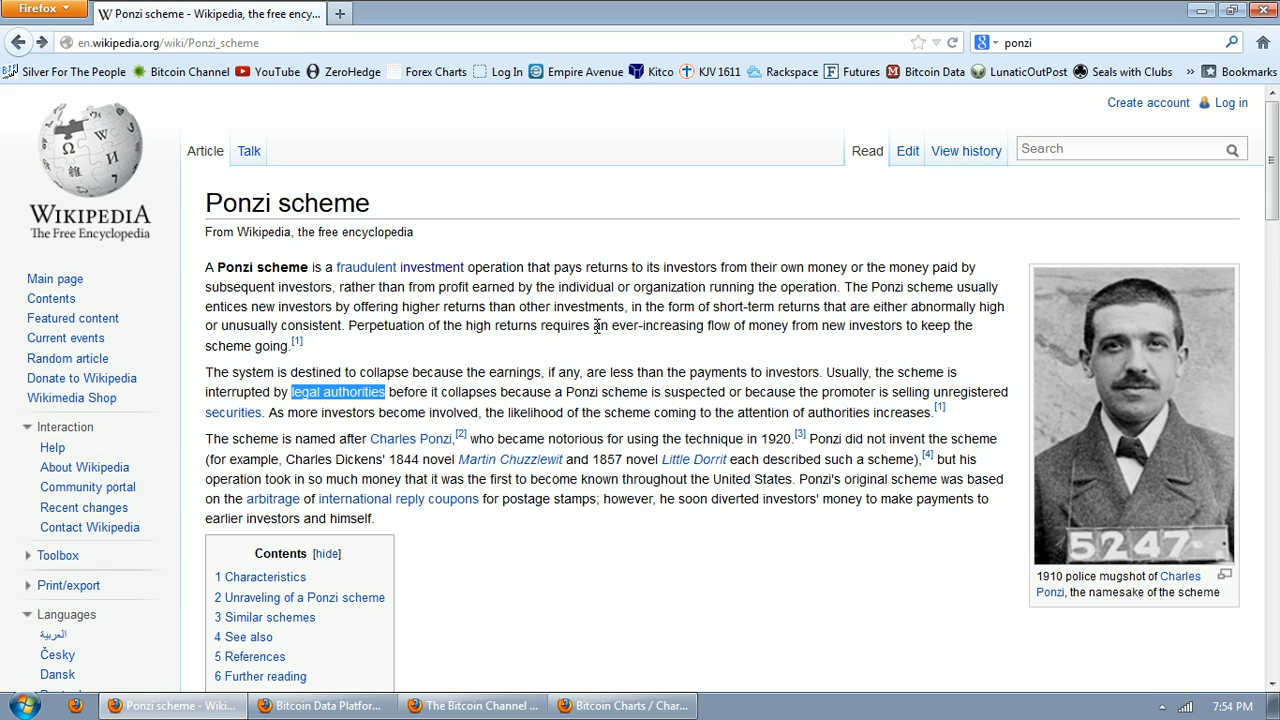 Firefox
Ponzi scheme - Wikipedia, the free ency...
en.wikipedia.org/wiki/Ponzi_scheme
ponzi
Silver For The People
Bitcoin Channel
YouTube
ZeroHedge
Forex Charts
Log In
Empire Avenue
Kitco
KJV 1611
Rackspace
Futures
Bitcoin Data
LunaticOutPost
Seals with Clubs
»
Bookmarks
Create account
Log in
Article
Talk
Read
Edit
View history
Search
WIKIPEDIA
The Free Encyclopedia
Main page
Contents
Featured content
Current events
Random article
Donate to Wikipedia
Wikimedia Shop
Interaction
Help
About Wikipedia
Community portal
Recent changes
Contact Wikipedia
Toolbox
Print/export
Languages
العربية
Česky
Dansk
Ponzi scheme
From Wikipedia, the free encyclopedia
A Ponzi scheme is a fraudulent investment operation that pays returns to its investors from their own money or the money paid by
subsequent investors, rather than from profit earned by the individual or organization running the operation. The Ponzi scheme usually
entices new investors by offering higher returns than other investments, in the form of short-term returns that are either abnormally high
or unusually consistent. Perpetuation of the high returns requires an ever-increasing flow of money from new investors to keep the
scheme going.[1]
The system is destined to collapse because the earnings, if any, are less than the payments to investors. Usually, the scheme is
interrupted by legal authorities before it collapses because a Ponzi scheme is suspected or because the promoter is selling unregistered
securities. As more investors become involved, the likelihood of the scheme coming to the attention of authorities increases.[1]
The scheme is named after Charles Ponzi,[2] who became notorious for using the technique in 1920.[3] Ponzi did not invent the scheme
(for example, Charles Dickens' 1844 novel Martin Chuzzlewit and 1857 novel Little Dorrit each described such a scheme),[4] but his
operation took in so much money that it was the first to become known throughout the United States. Ponzi's original scheme was based
on the arbitrage of international reply coupons for postage stamps; however, he soon diverted investors' money to make payments to
earlier investors and himself.
Contents [hide]
1 Characteristics
2 Unraveling of a Ponzi scheme
3 Similar schemes
4 See also
5 References
6 Further reading
5247
1910 police mugshot of Charles
Ponzi, the namesake of the scheme
Ponzi scheme - Wiki...
Bitcoin Data Platfor...
The Bitcoin Channel ...
Bitcoin Charts / Char...
7:54 PM